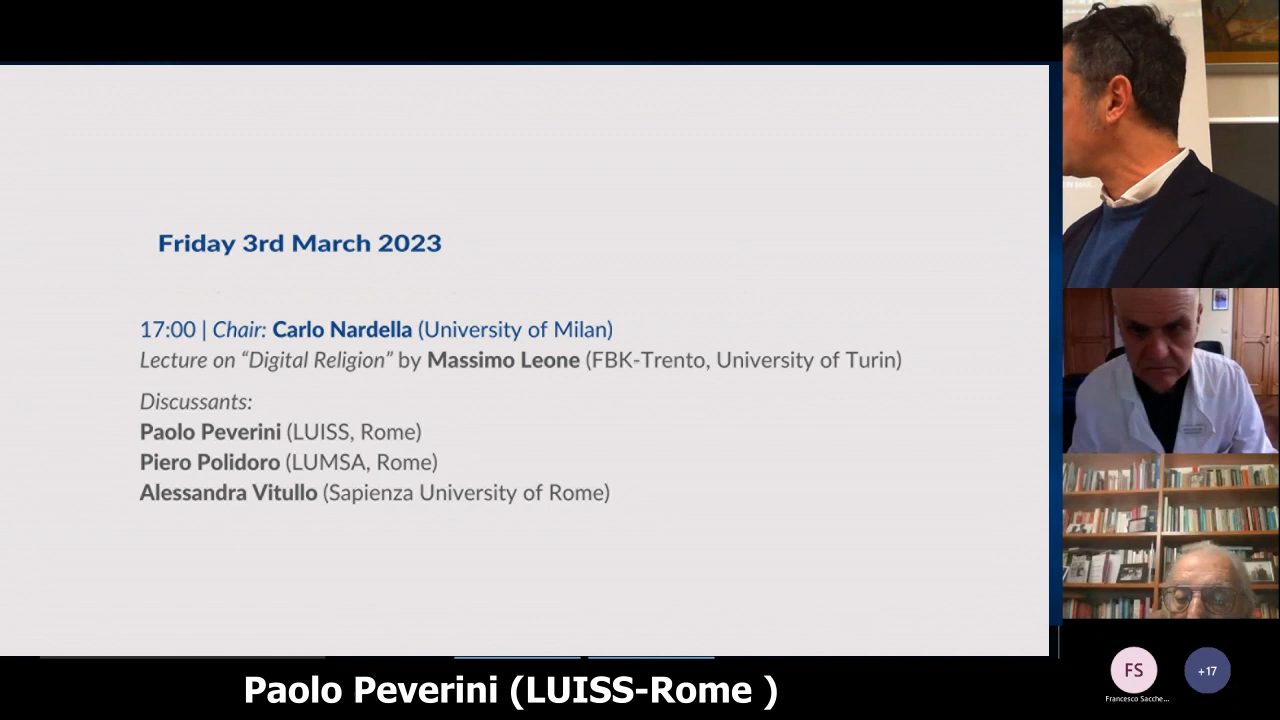 Friday 3rd March 2023
17:00 | Chair: Carlo Nardella (University of Milan)
Lecture on “Digital Religion” by Massimo Leone (FBK-Trento, University of Turin)
Discussants:
Paolo Peverini (LUISS, Rome)
Piero Polidoro (LUMSA, Rome)
Alessandra Vitullo (Sapienza University of Rome)
FS
+17
Francesco Sacche...
Paolo Peverini (LUISS-Rome )